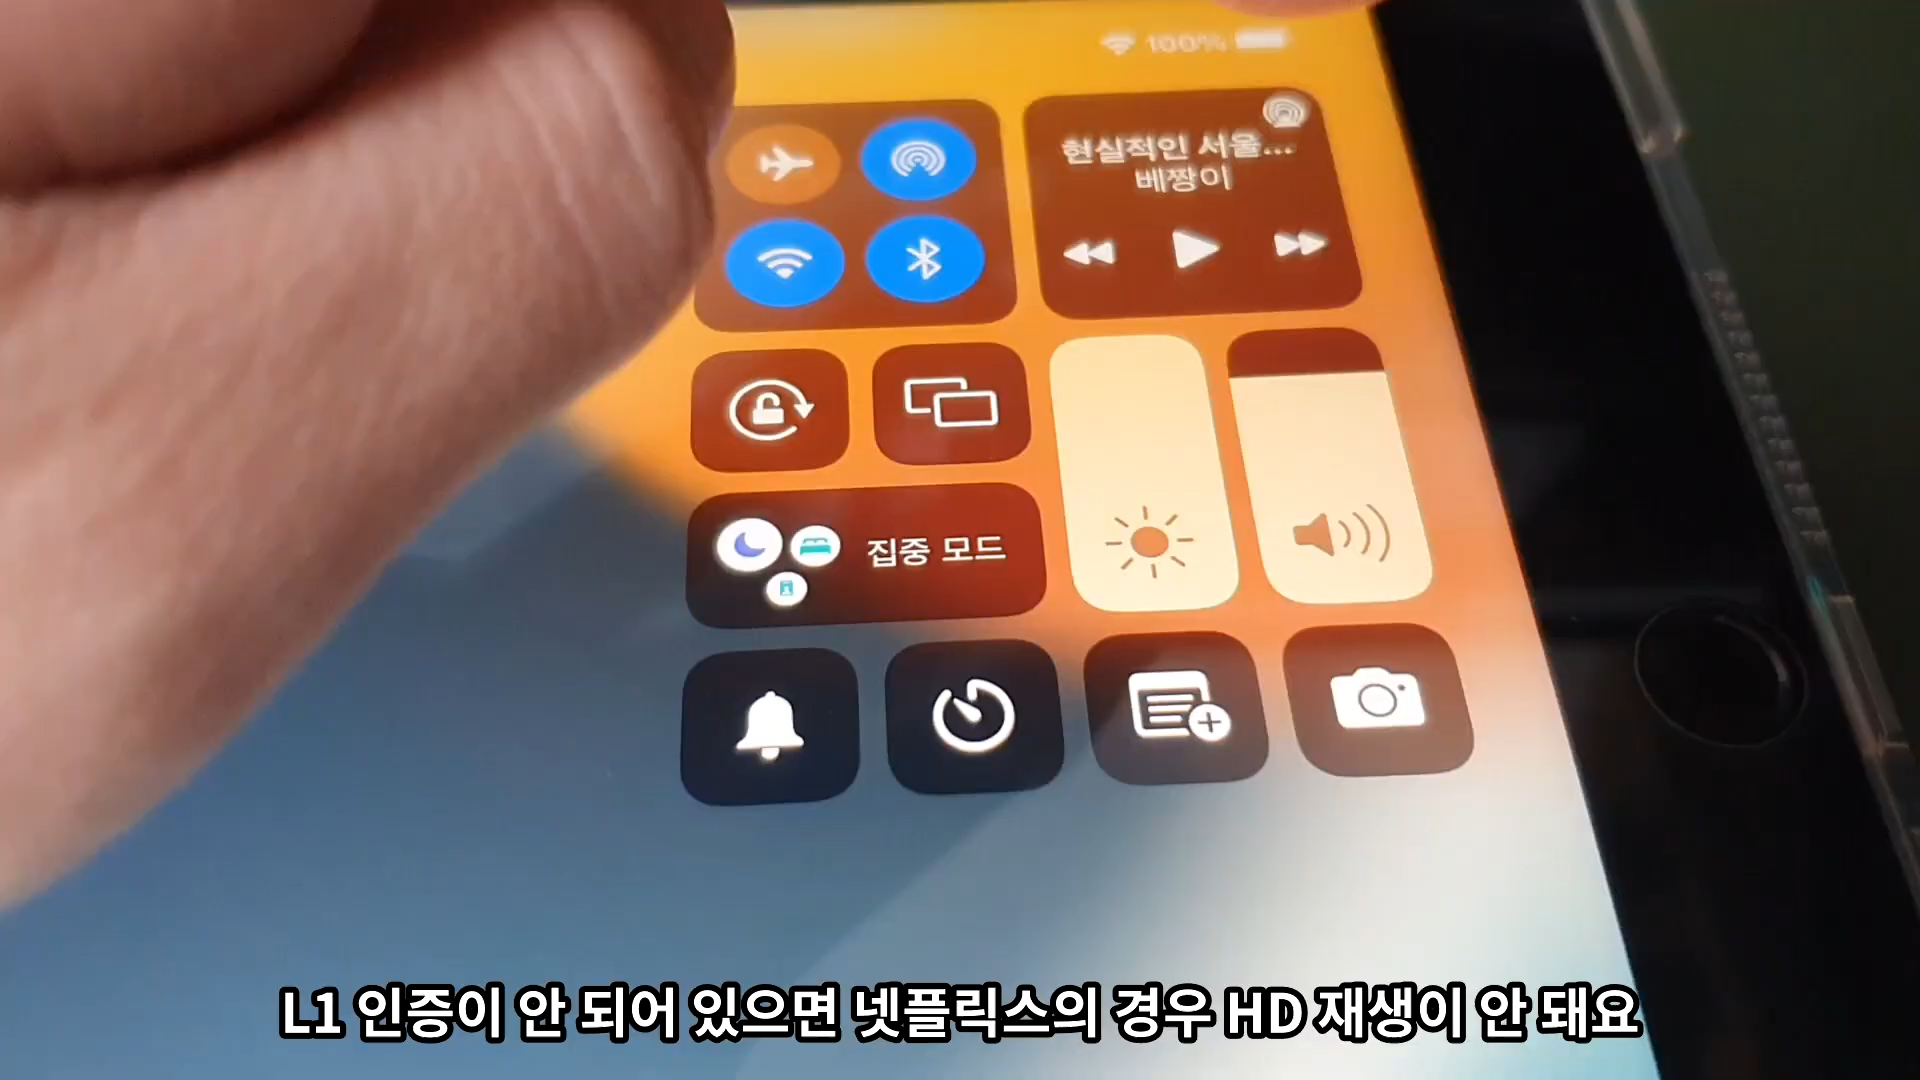 100%
현실적인 서울...
베짱이
집중 모드
L1 인증이 안 되어 있으면 넷플릭스의 경우 HD 재생이 안 돼요